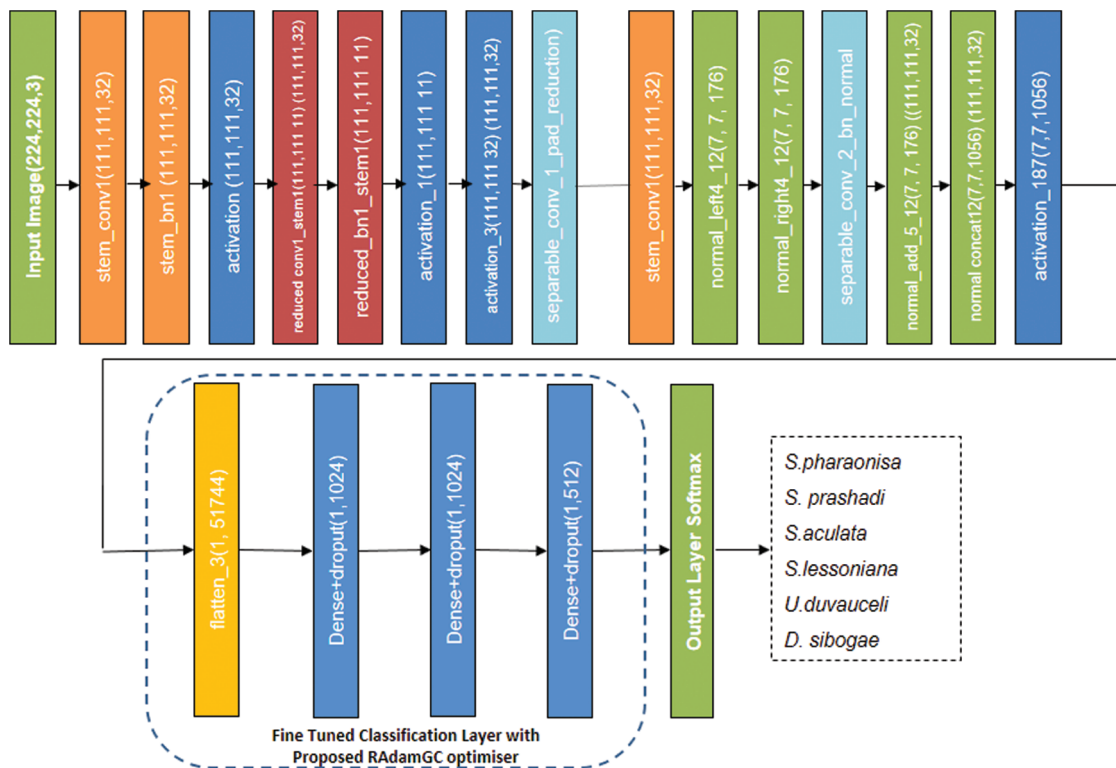 Input Image(224,224,3)
stem_conv1(111,111,32)
stem_bn1 (111,111,32)
activation (111,111,32)
reduced conv1_stem1(111,111 11) (111,111,32)
reduced_bn1_stem1(111,111 11)
activation_1(111,111 11)
activation_3(111,111 32) (111,111,32)
separable_conv_1_pad_reduction)
stem_conv1(111,111,32)
normal_left4_12(7, 7, 176)
normal_right4_12(7, 7, 176)
separable_conv_2_bn_normal
normal_add_5_12(7, 7, 176) ((111,111,32)
normal concat12(7,7,1056) (111,111,32)
activation_187(7,7,1056)
flatten_3(1, 51744)
Dense+droput(1,1024)
Dense+droput(1,1024)
Dense+droput(1,512)
Output Layer Softmax
S.pharaonisa
S. prashadi
S.aculata
S.lessoniana
U.duvauceli
D. sibogae
Fine Tuned Classification Layer with
Proposed RAdamGC optimiser